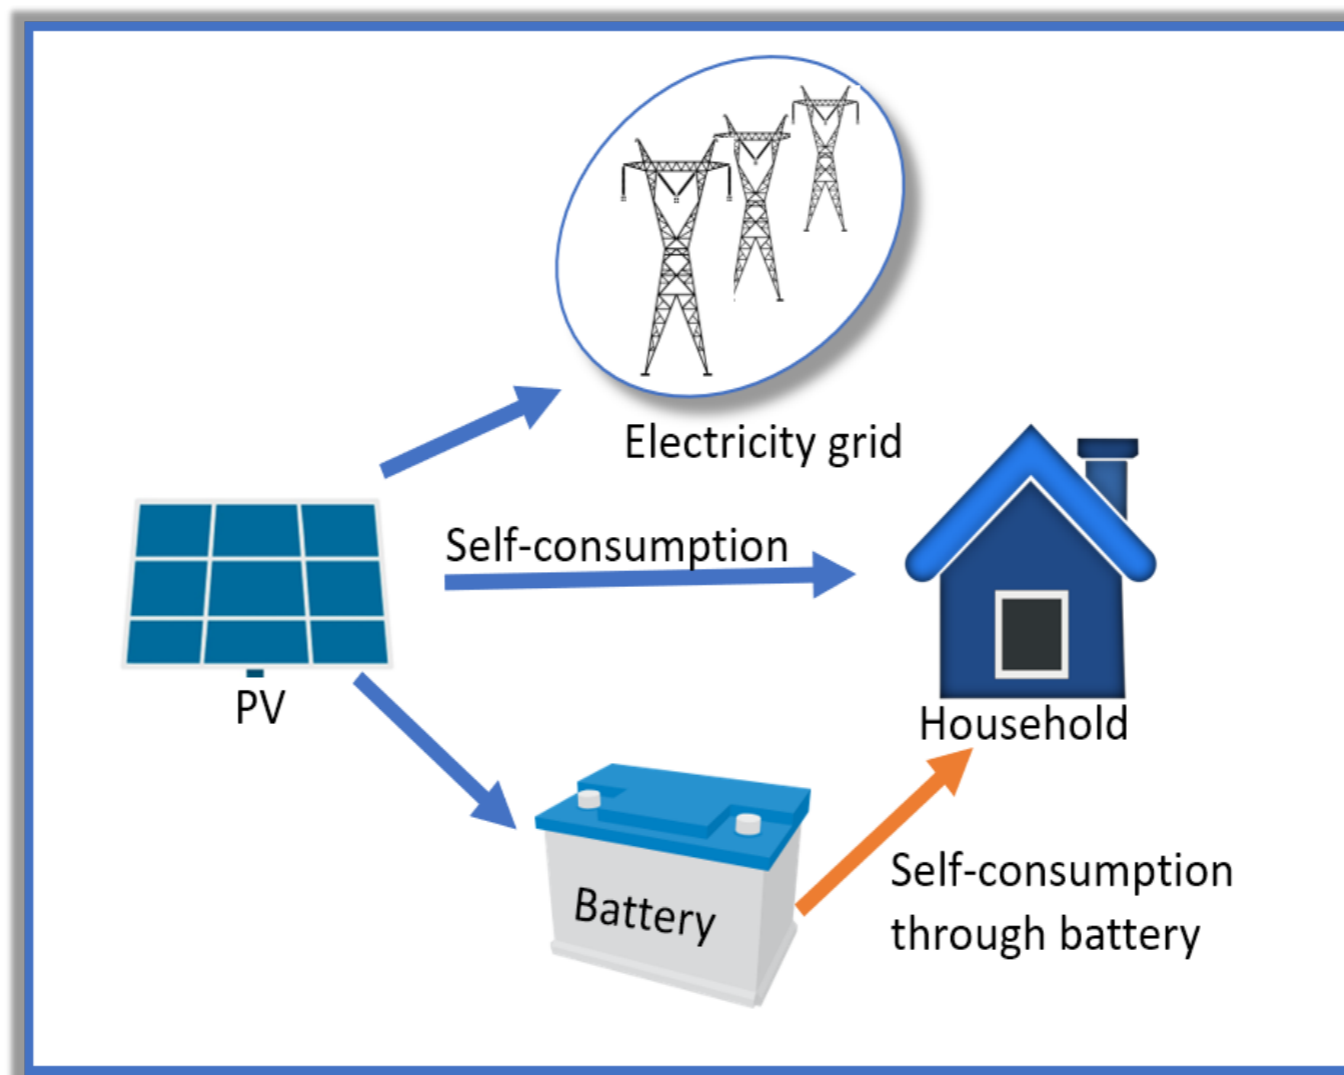 Electricity grid
Self-consumption
PV
Household
Battery
Self-consumption
through battery